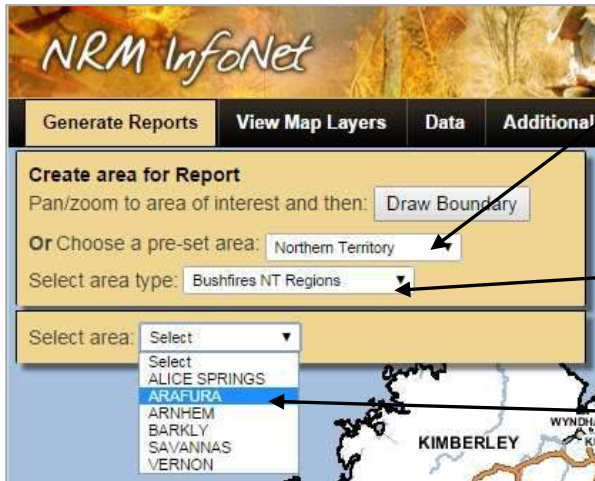 NRM InfoNet
Generate Reports View Map Layers Data Additional
Create area for Report
Pan/zoom to area of interest and then: Draw Boundary
Or Choose a pre-set area: Northern Territory
Select area type: Bushfires NT Regions
Select area: Select
Select
ALICE SPRINGS
ARAFURA
ARNHEM
BARKLY
SAVANNAS
VERNON
WYNDH
KIMBERLEY